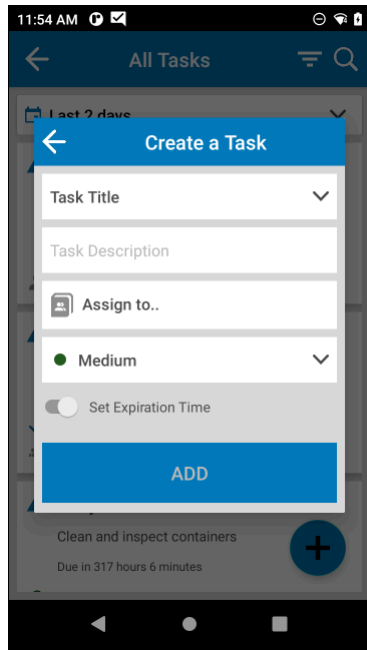 11:54 AM
All Tasks
Last 2 days
Create a Task
Task Title
Task Description
Assign to..
Medium
Set Expiration Time
ADD
Clean and inspect containers
Due in 317 hours 6 minutes